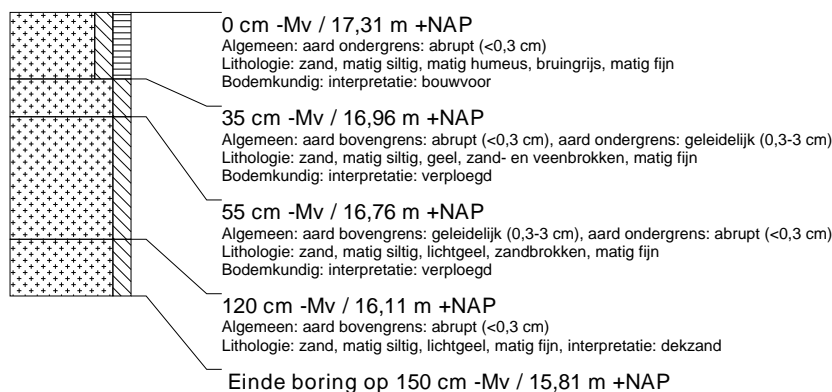 0 cm -Mv / 17,31 m +NAP
Algemeen: aard ondergrens: abrupt (<0,3 cm)
Lithologie: zand, matig siltig, matig humeus, bruingrijs, matig fijn
Bodemkundig: interpretatie: bouwvoor
35 cm -Mv / 16,96 m +NAP
Algemeen: aard bovengrens: abrupt (<0,3 cm), aard ondergrens: geleidelijk (0,3-3 cm)
Lithologie: zand, matig siltig, geel, zand- en veenbrokken, matig fijn
Bodemkundig: interpretatie: verploegd
55 cm -Mv / 16,76 m +NAP
Algemeen: aard bovengrens: geleidelijk (0,3-3 cm), aard ondergrens: abrupt (<0,3 cm)
Lithologie: zand, matig siltig, lichtgeel, zandbrokken, matig fijn
Bodemkundig: interpretatie: verploegd
120 cm -Mv / 16,11 m +NAP
Algemeen: aard bovengrens: abrupt (<0,3 cm)
Lithologie: zand, matig siltig, lichtgeel, matig fijn, interpretatie: dekzand
Einde boring op 150 cm -Mv / 15,81 m +NAP